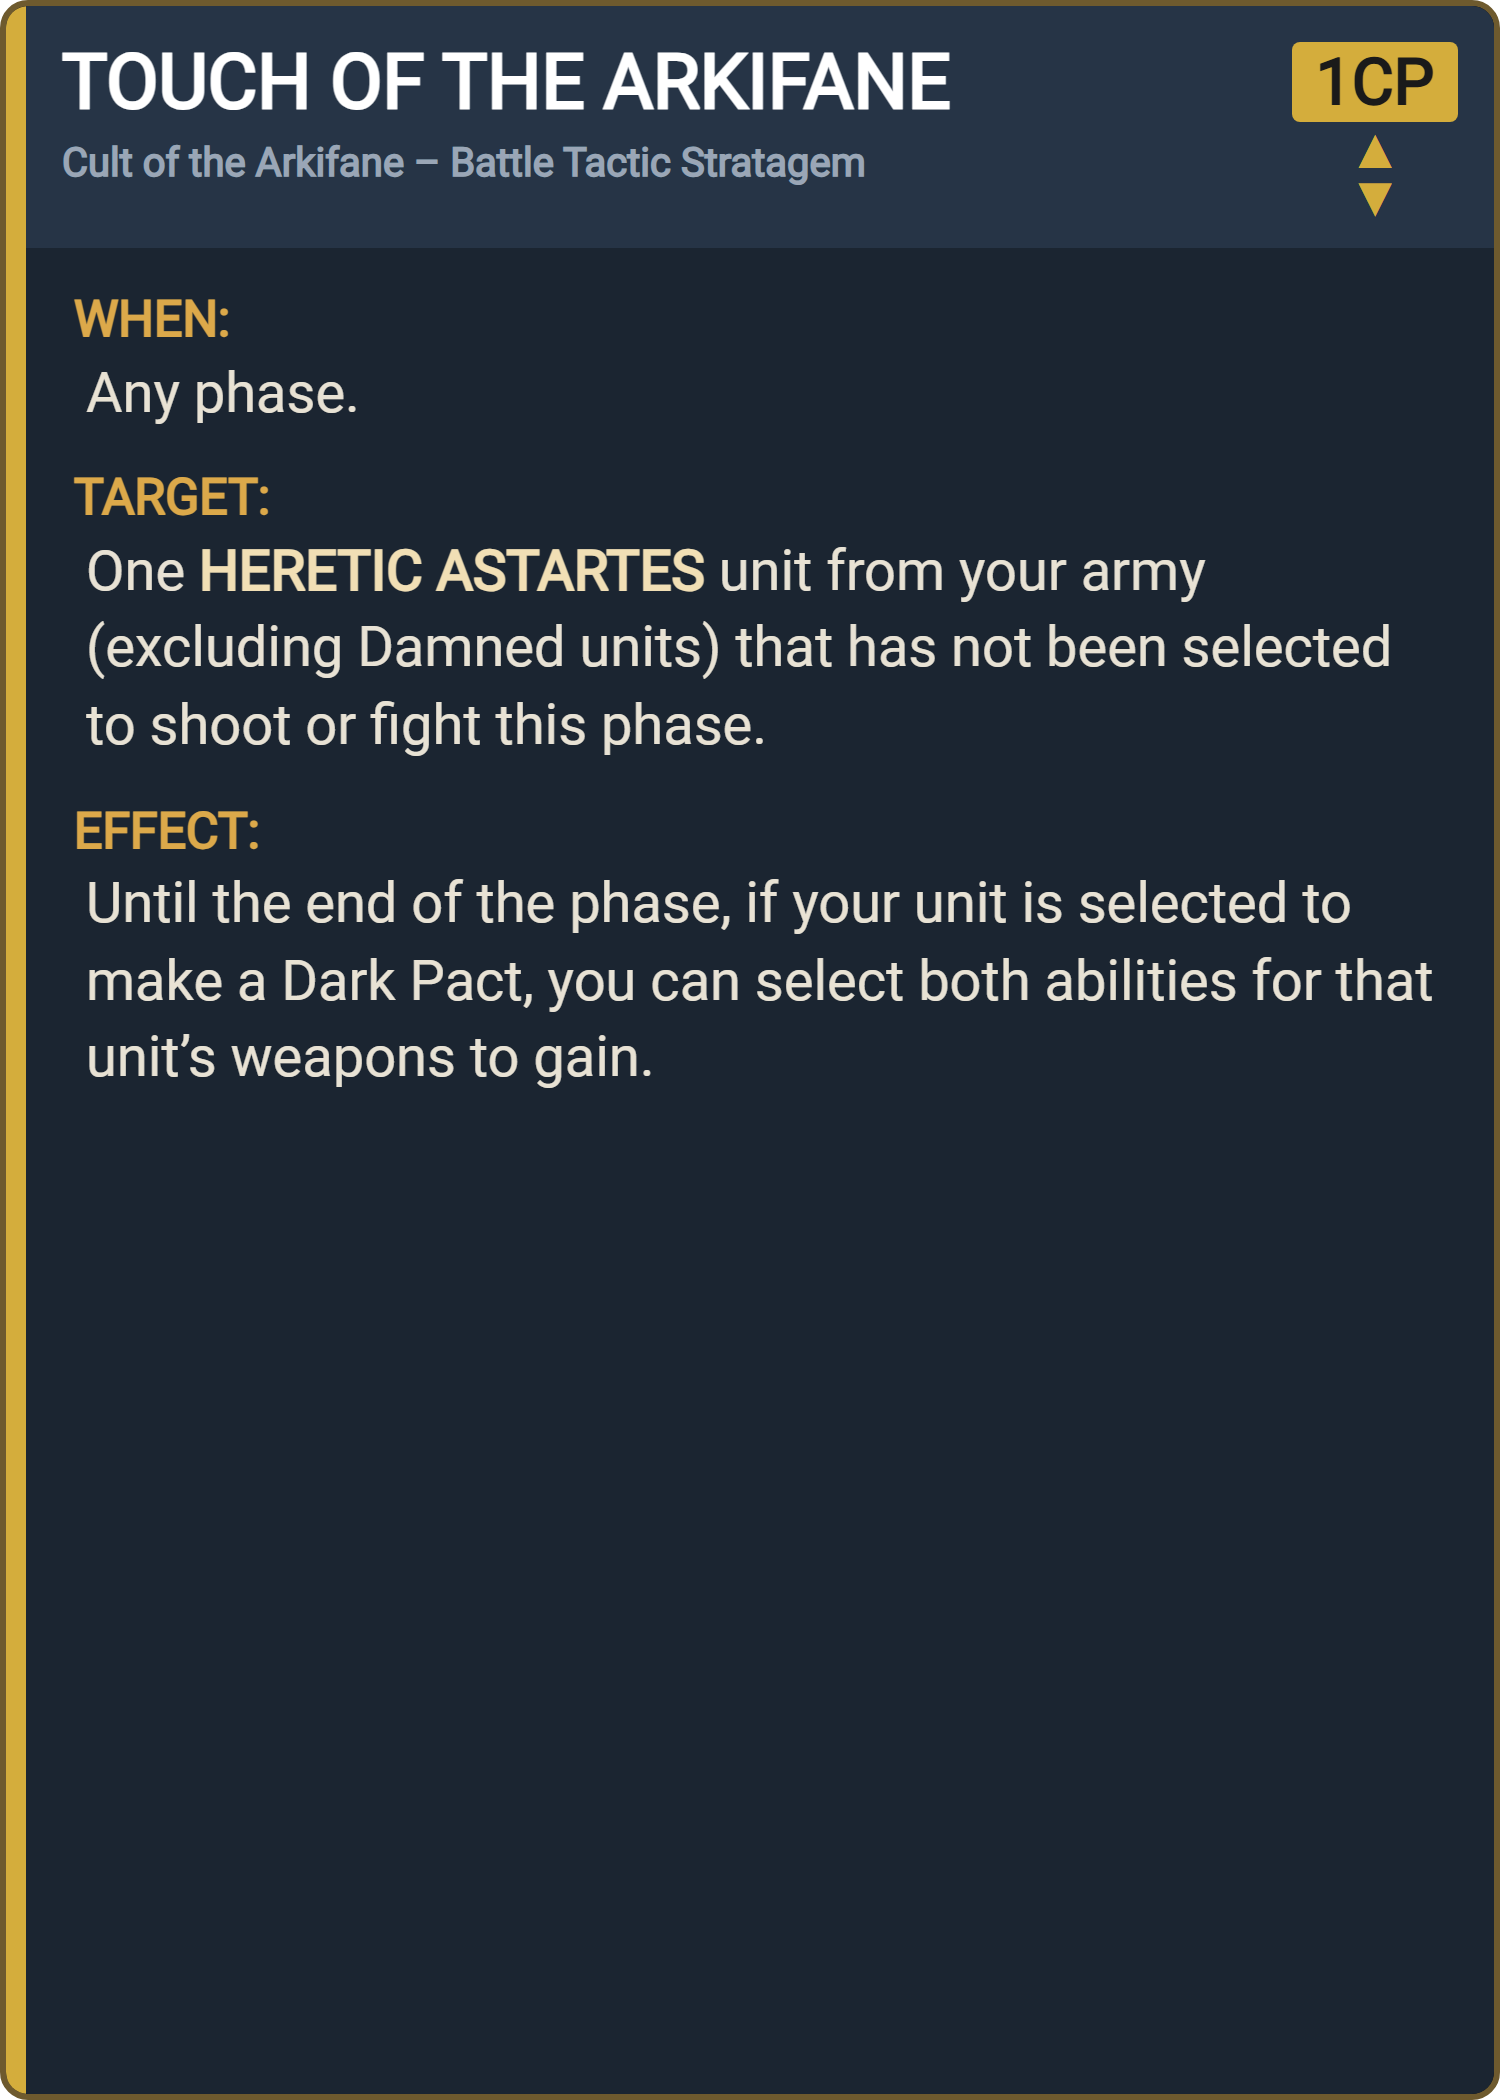 TOUCH OF THE ARKIFANE
1CP
Cult of the Arkifane – Battle Tactic Stratagem
WHEN:
Any phase.
TARGET:
One HERETIC ASTARTES unit from your army
(excluding Damned units) that has not been selected
to shoot or fight this phase.
EFFECT:
Until the end of the phase, if your unit is selected to
make a Dark Pact, you can select both abilities for that
unit’s weapons to gain.